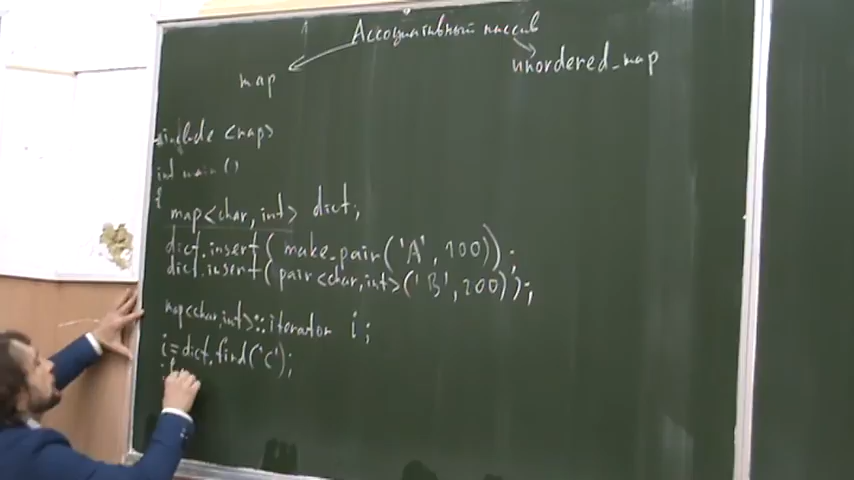 Ассоциативный массив
map
unordered_map
#include <map>
int main ()
{
map<char, int> dict;
dict.insert( make_pair('A', 100));
dict.insert( pair<char, int>('B', 200));
map<char, int>::iterator i;
i=dict.find('C');
if